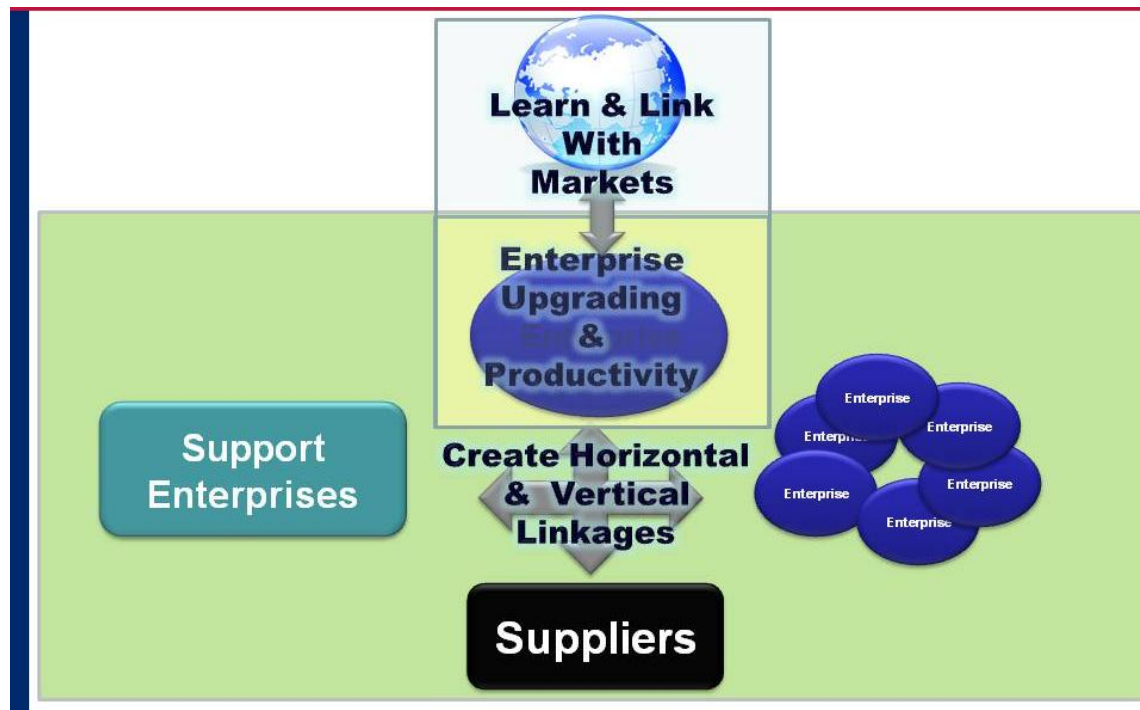 Learn & Link
With
Markets
Enterprise
Upgrading
&
Productivity
Support
Enterprises
Create Horizontal
& Vertical
Linkages
Enterprise
Enterprise
Enterprise
Enterprise
Enterprise
Enterprise
Suppliers